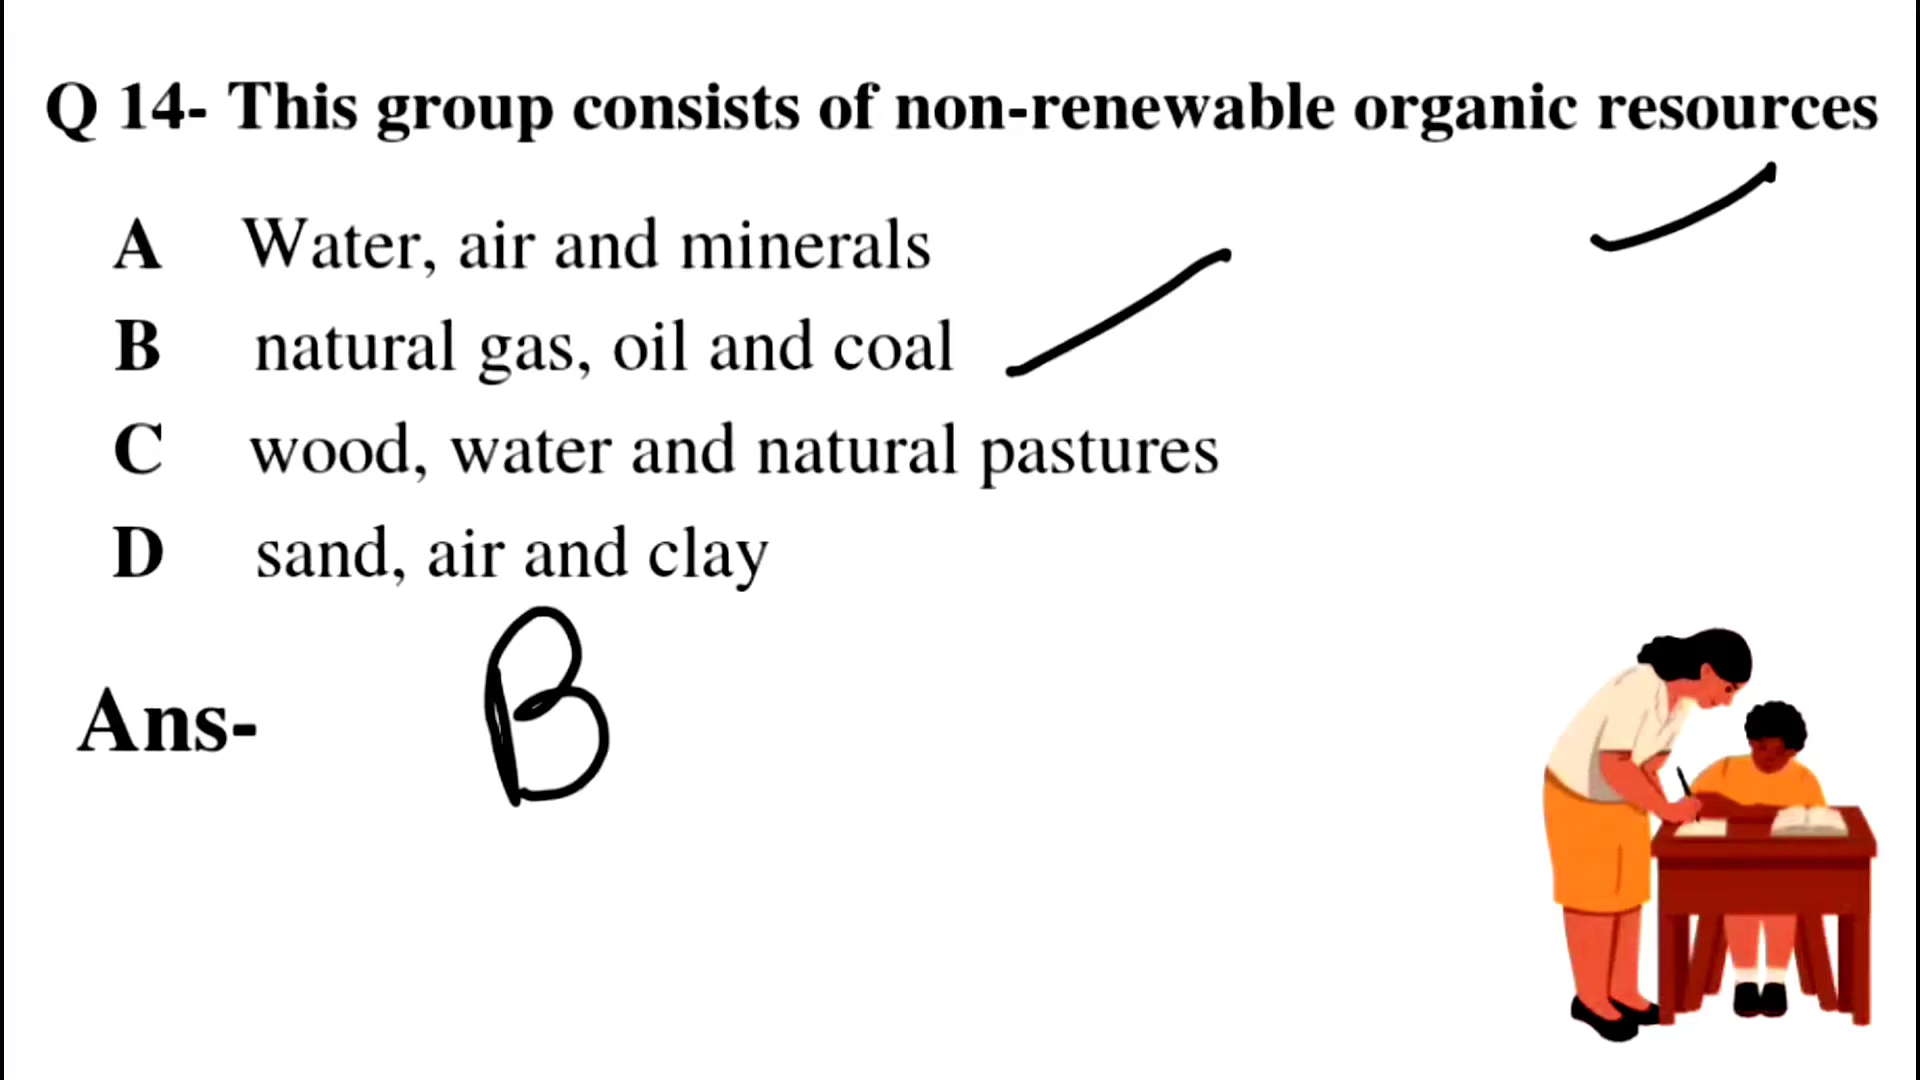 Q 14- This group consists of non-renewable organic resources
A Water, air and minerals
B natural gas, oil and coal
C wood, water and natural pastures
D sand, air and clay
Ans- B